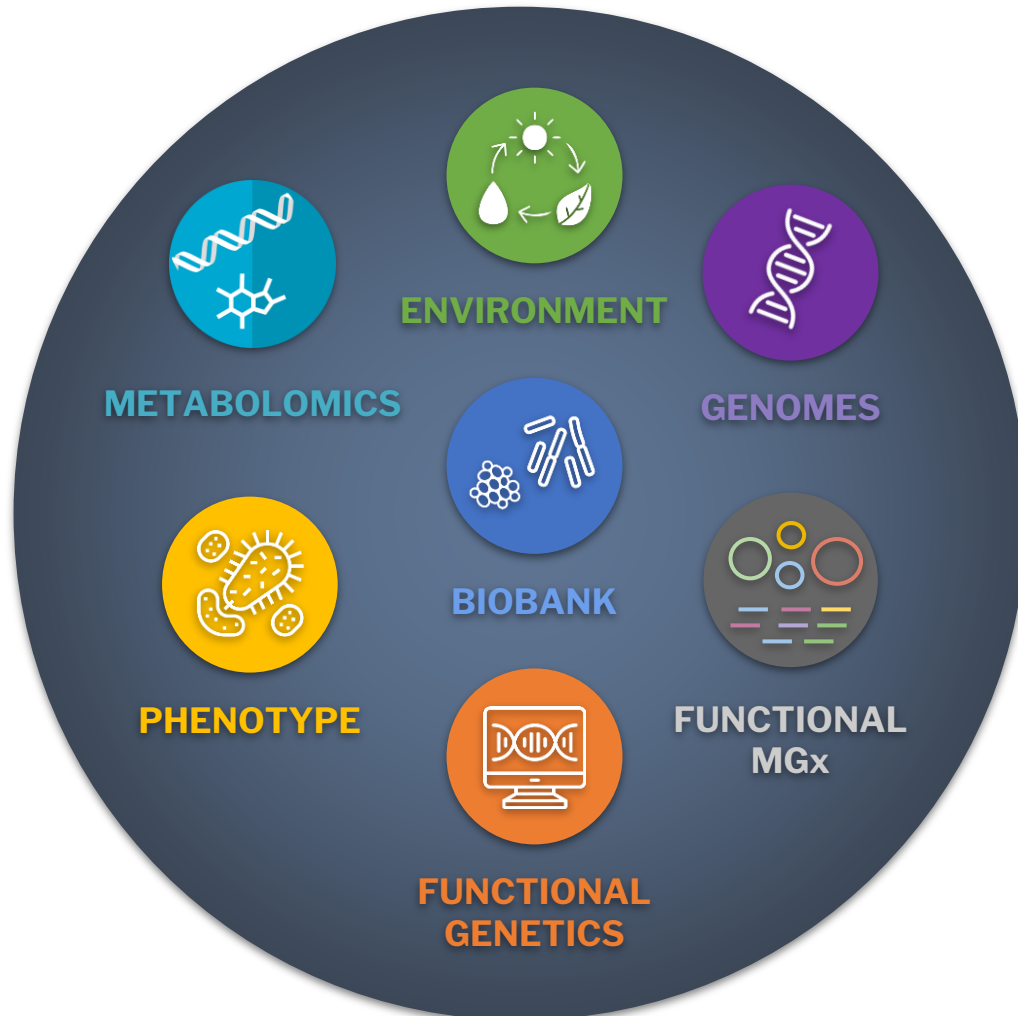 ENVIRONMENT
METABOLOMICS
GENOMES
BIOBANK
PHENOTYPE
FUNCTIONAL
MGx
FUNCTIONAL
GENETICS